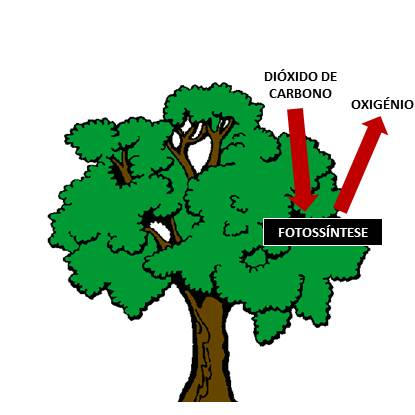 DIÓXIDO DE
CARBONO
OXIGÉNIO
FOTOSSÍNTESE